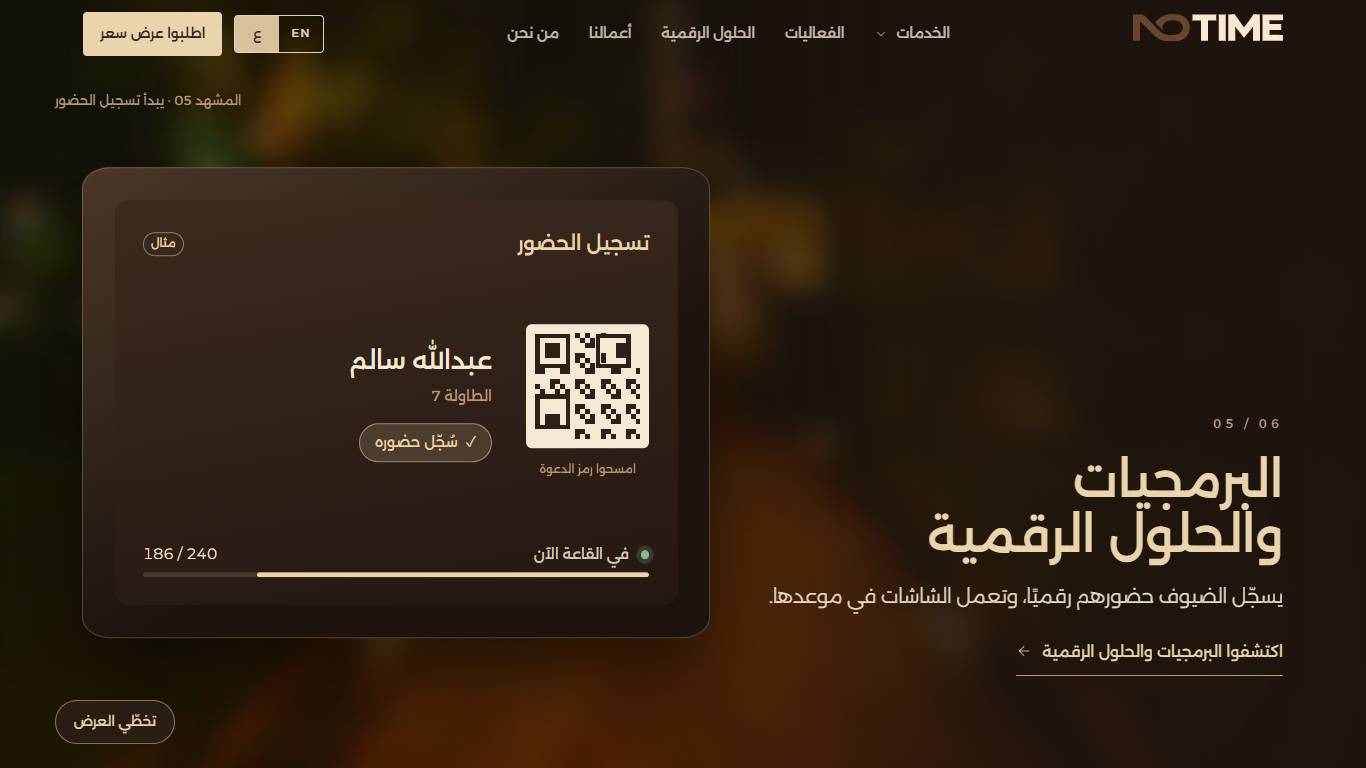 NO TIME
الخدمات
الفعاليات
الحلول الرقمية
أعمالنا
من نحن
EN
ع
اطلبوا عرض سعر
المشهد 05 · يبدأ تسجيل الحضور
تسجيل الحضور
مثال
عبدالله سالم
الطاولة 7
✓ سُجّل حضوره
امسحوا رمز الدعوة
في القاعة الآن
186 / 240
05 / 06
البرمجيات
والحلول الرقمية
يسجّل الضيوف حضورهم رقميًا، وتعمل الشاشات في موعدها.
اكتشفوا البرمجيات والحلول الرقمية ←
تخطّي العرض